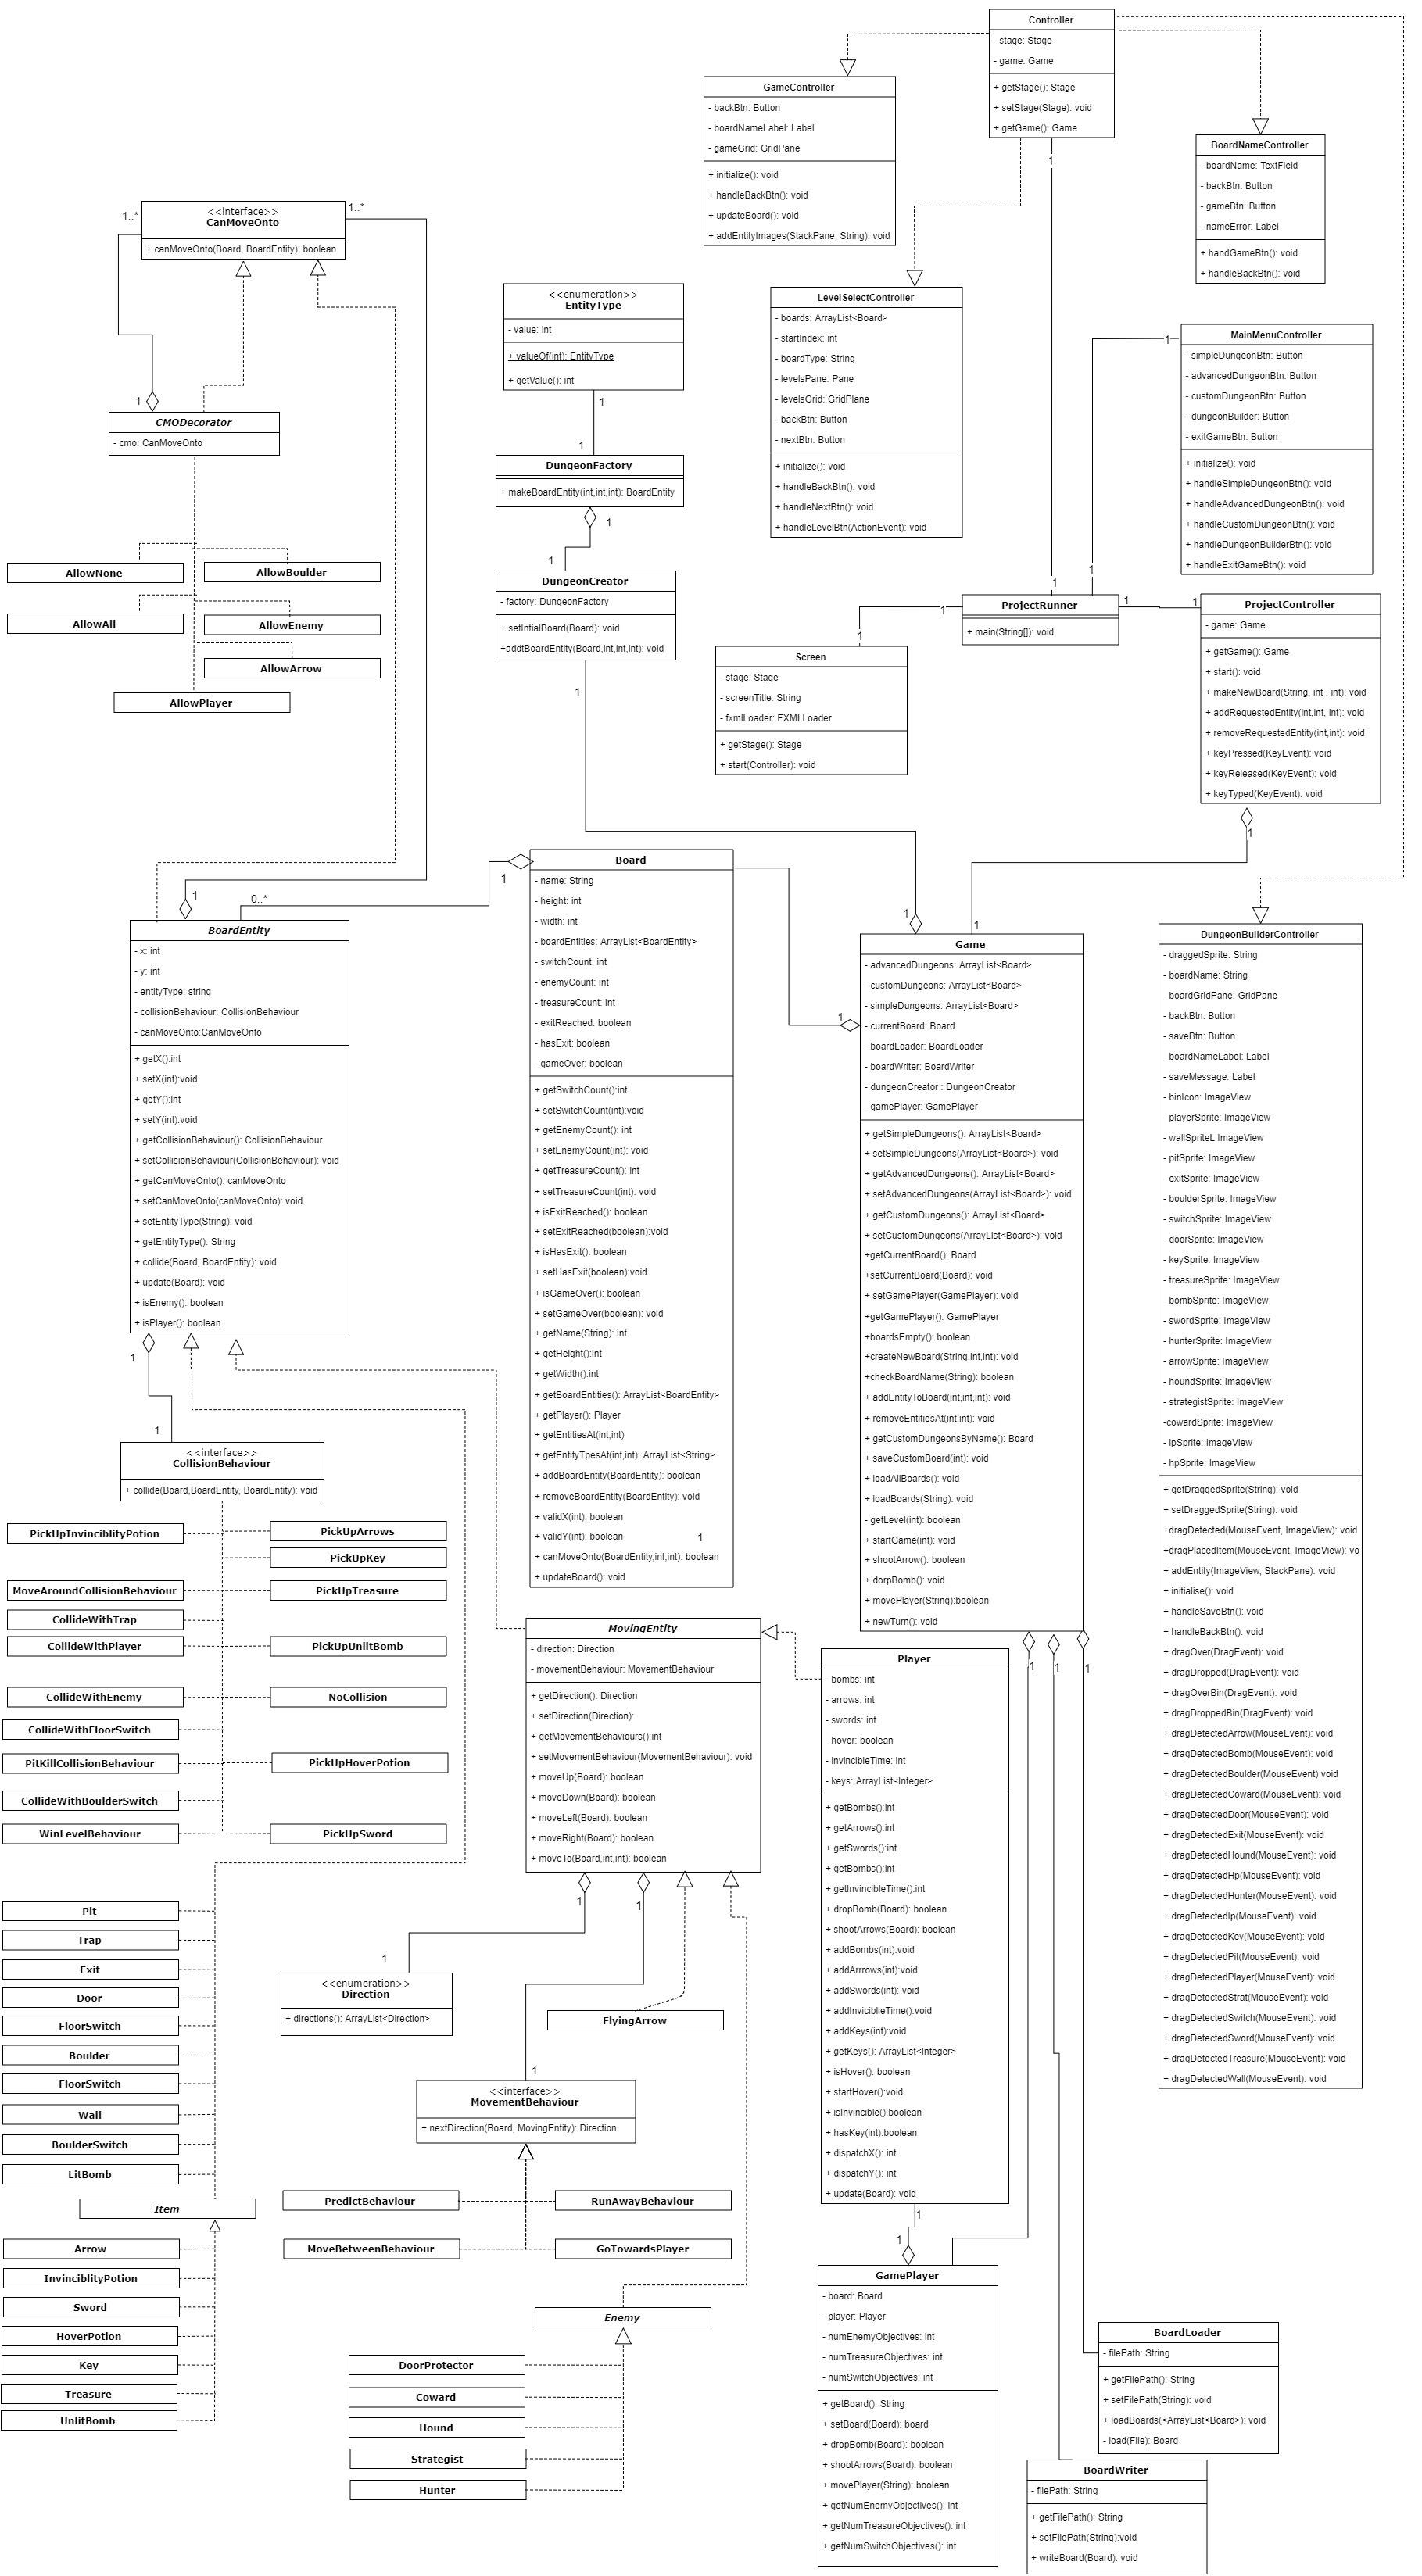 Controller
- stage: Stage
- game: Game
+ getStage(): Stage
+ setStage(Stage): void
+ getGame(): Game
1
GameController
- backBtn: Button
- boardNameLabel: Label
- gameGrid: GridPane
+ initialize(): void
+ handleBackBtn(): void
+ updateBoard(): void
+ addEntityImages(StackPane, String): void
BoardNameController
- boardName: TextField
- backBtn: Button
- gameBtn: Button
- nameError: Label
+ handGameBtn(): void
+ handleBackBtn(): void
1..*
<<interface>>
CanMoveOnto
+ canMoveOnto(Board, BoardEntity): boolean
1..*
<<enumeration>>
EntityType
- value: int
+ valueOf(int): EntityType
+ getValue(): int
1
1
LevelSelectController
- boards: ArrayList<Board>
- startIndex: int
- boardType: String
- levelsPane: Pane
- levelsGrid: GridPlane
- backBtn: Button
- nextBtn: Button
+ initialize(): void
+ handleBackBtn(): void
+ handleNextBtn(): void
+ handleLevelBtn(ActionEvent): void
1
MainMenuController
- simpleDungeonBtn: Button
- advancedDungeonBtn: Button
- customDungeonBtn: Button
- dungeonBuilder: Button
- exitGameBtn: Button
+ initialize(): void
+ handleSimpleDungeonBtn(): void
+ handleAdvancedDungeonBtn(): void
+ handleCustomDungeonBtn(): void
+ handleDungeonBuilderBtn(): void
+ handleExitGameBtn(): void
1
CMODecorator
- cmo: CanMoveOnto
DungeonFactory
+ makeBoardEntity(int,int,int): BoardEntity
1
1
AllowNone
AllowBoulder
AllowAll
AllowEnemy
AllowArrow
AllowPlayer
DungeonCreator
- factory: DungeonFactory
+ setIntialBoard(Board): void
+addtBoardEntity(Board,int,int,int): void
1
1
1
ProjectRunner
+ main(String[]): void
1
1
1
1
Screen
- stage: Stage
- screenTitle: String
- fxmlLoader: FXMLLoader
+ getStage(): Stage
+ start(Controller): void
ProjectController
- game: Game
+ getGame(): Game
+ start(): void
+ makeNewBoard(String, int , int): void
+ addRequestedEntity(int,int, int): void
+ removeRequestedEntity(int,int): void
+ keyPressed(KeyEvent): void
+ keyReleased(KeyEvent): void
+ keyTyped(KeyEvent): void
1
1
0..*
1
BoardEntity
- x: int
- y: int
- entityType: string
- collisionBehaviour: CollisionBehaviour
- canMoveOnto:CanMoveOnto
+ getX():int
+ setX(int):void
+ getY():int
+ setY(int):void
+ getCollisionBehaviour(): CollisionBehaviour
+ setCollisionBehaviour(CollisionBehaviour): void
+ getCanMoveOnto(): canMoveOnto
+ setCanMoveOnto(canMoveOnto): void
+ setEntityType(String): void
+ getEntityType(): String
+ collide(Board, BoardEntity): void
+ update(Board): void
+ isEnemy(): boolean
+ isPlayer(): boolean
Board
- name: String
- height: int
- width: int
- boardEntities: ArrayList<BoardEntity>
- switchCount: int
- enemyCount: int
- treasureCount: int
- exitReached: boolean
- hasExit: boolean
- gameOver: boolean
+ getSwitchCount():int
+ setSwitchCount(int):void
+ getEnemyCount(): int
+ setEnemyCount(int): void
+ getTreasureCount(): int
+ setTreasureCount(int): void
+ isExitReached(): boolean
+ setExitReached(boolean):void
+ isHasExit(): boolean
+ setHasExit(boolean):void
+ isGameOver(): boolean
+ setGameOver(boolean): void
+ getName(String): int
+ getHeight():int
+ getWidth():int
+ getBoardEntities(): ArrayList<BoardEntity>
+ getPlayer(): Player
+ getEntitiesAt(int,int)
+ getEntityTpesAt(int,int): ArrayList<String>
+ addBoardEntity(BoardEntity): boolean
+ removeBoardEntity(BoardEntity): void
+ validX(int): boolean
+ validY(int): boolean
1
+ canMoveOnto(BoardEntity,int,int): boolean
+ updateBoard(): void
1
1
1
Game
- advancedDungeons: ArrayList<Board>
- customDungeons: ArrayList<Board>
- simpleDungeons: ArrayList<Board>
- currentBoard: Board
- boardLoader: BoardLoader
- boardWriter: BoardWriter
- dungeonCreator : DungeonCreator
- gamePlayer: GamePlayer
+ getSimpleDungeons(): ArrayList<Board>
+ setSimpleDungeons(ArrayList<Board>): void
+ getAdvancedDungeons(): ArrayList<Board>
+ setAdvancedDungeons(ArrayList<Board>): void
+ getCustomDungeons(): ArrayList<Board>
+ setCustomDungeons(ArrayList<Board>): void
+getCurrentBoard(): Board
+setCurrentBoard(Board): void
+ setGamePlayer(GamePlayer): void
+getGamePlayer(): GamePlayer
+boardsEmpty(): boolean
+createNewBoard(String,int,int): void
+checkBoardName(String): boolean
+ addEntityToBoard(int,int,int): void
+ removeEntitiesAt(int,int): void
+ getCustomDungeonsByName(): Board
+ saveCustomBoard(int): void
+ loadAllBoards(): void
+ loadBoards(String): void
- getLevel(int): boolean
+ startGame(int): void
+ shootArrow(): boolean
+ dorpBomb(): void
+ movePlayer(String):boolean
+ newTurn(): void
1
1
1
DungeonBuilderController
- draggedSprite: String
- boardName: String
- boardGridPane: GridPane
- backBtn: Button
- saveBtn: Button
- boardNameLabel: Label
- saveMessage: Label
- binIcon: ImageView
- playerSprite: ImageView
- wallSpriteL ImageView
- pitSprite: ImageView
- exitSprite: ImageView
- boulderSprite: ImageView
- switchSprite: ImageView
- doorSprite: ImageView
- keySprite: ImageView
- treasureSprite: ImageView
- bombSprite: ImageView
- swordSprite: ImageView
- hunterSprite: ImageView
- arrowSprite: ImageView
- houndSprite: ImageView
- strategistSprite: ImageView
-cowardSprite: ImageView
- ipSprite: ImageView
- hpSprite: ImageView
+ getDraggedSprite(String): void
+ setDraggedSprite(String): void
+dragDetected(MouseEvent, ImageView): void
+dragPlacedItem(MouseEvent, ImageView): vo
+ addEntity(ImageView, StackPane): void
+ initialise(): void
+ handleSaveBtn(): void
+ handleBackBtn(): void
+ dragOver(DragEvent): void
+ dragDropped(DragEvent): void
+ dragOverBin(DragEvent): void
+ dragDroppedBin(DragEvent): void
+ dragDetectedArrow(MouseEvent): void
+ dragDetectedBomb(MouseEvent): void
+ dragDetectedBoulder(MouseEvent) void
+ dragDetectedCoward(MouseEvent): void
+ dragDetectedDoor(MouseEvent): void
+ dragDetectedExit(MouseEvent): void
+ dragDetectedHound(MouseEvent): void
+ dragDetectedHp(MouseEvent): void
+ dragDetectedHunter(MouseEvent): void
+ dragDetectedIp(MouseEvent): void
+ dragDetectedKey(MouseEvent): void
+ dragDetectedPit(MouseEvent): void
+ dragDetectedPlayer(MouseEvent): void
+ dragDetectedStrat(MouseEvent): void
+ dragDetectedSwitch(MouseEvent): void
+ dragDetectedSword(MouseEvent): void
+ dragDetectedTreasure(MouseEvent): void
+ dragDetectedWall(MouseEvent): void
1
1
<<interface>>
CollisionBehaviour
+ collide(Board,BoardEntity, BoardEntity): void
PickUpInvinciblityPotion
PickUpArrows
PickUpKey
MoveAroundCollisionBehaviour
PickUpTreasure
CollideWithTrap
CollideWithPlayer
PickUpUnlitBomb
CollideWithEnemy
NoCollision
CollideWithFloorSwitch
PitKillCollisionBehaviour
PickUpHoverPotion
CollideWithBoulderSwitch
WinLevelBehaviour
PickUpSword
MovingEntity
- direction: Direction
- movementBehaviour: MovementBehaviour
+ getDirection(): Direction
+ setDirection(Direction):
+ getMovementBehaviours():int
+ setMovementBehaviour(MovementBehaviour): void
+ moveUp(Board): boolean
+ moveDown(Board): boolean
+ moveLeft(Board): boolean
+ moveRight(Board): boolean
+ moveTo(Board,int,int): boolean
1
1
Player
- bombs: int
- arrows: int
- swords: int
- hover: boolean
- invincibleTime: int
- keys: ArrayList<Integer>
+ getBombs():int
+ getArrows():int
+ getSwords():int
+ getBombs():int
+ getInvincibleTime():int
+ dropBomb(Board): boolean
+ shootArrows(Board): boolean
+ addBombs(int):void
+ addArrrows(int):void
+ addSwords(int): void
+ addInviciblieTime():void
+ addKeys(int):void
+ getKeys(): ArrayList<Integer>
+ isHover(): boolean
+ startHover():void
+ isInvincible():boolean
+ hasKey(int):boolean
+ dispatchX(): int
+ dispatchY(): int
+ update(Board): void
1
1
Pit
Trap
Exit
Door
FloorSwitch
Boulder
FloorSwitch
Wall
BoulderSwitch
LitBomb
Item
Arrow
InvinciblityPotion
Sword
HoverPotion
Key
Treasure
UnlitBomb
1
<<enumeration>>
Direction
+ directions(): ArrayList<Direction>
FlyingArrow
1
<<interface>>
MovementBehaviour
+ nextDirection(Board, MovingEntity): Direction
PredictBehaviour
RunAwayBehaviour
MoveBetweenBehaviour
GoTowardsPlayer
Enemy
DoorProtector
Coward
Hound
Strategist
Hunter
1
GamePlayer
- board: Board
- player: Player
- numEnemyObjectives: int
- numTreasureObjectives: int
- numSwitchObjectives: int
+ getBoard(): String
+ setBoard(Board): board
+ dropBomb(Board): boolean
+ shootArrows(Board): boolean
+ movePlayer(String): boolean
+ getNumEnemyObjectives(): int
+ getNumTreasureObjectives(): int
+ getNumSwitchObjectives(): int
BoardLoader
- filePath: String
+ getFilePath(): String
+ setFilePath(String): void
+ loadBoards(<ArrayList<Board>): void
- load(File): Board
BoardWriter
- filePath: String
+ getFilePath(): String
+ setFilePath(String):void
+ writeBoard(Board): void